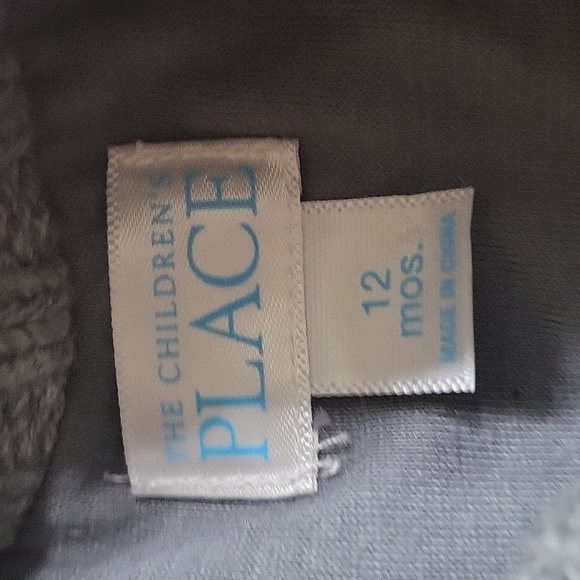 THE CHILDREN'S
PLACE
12
mos.
MADE IN CHINA